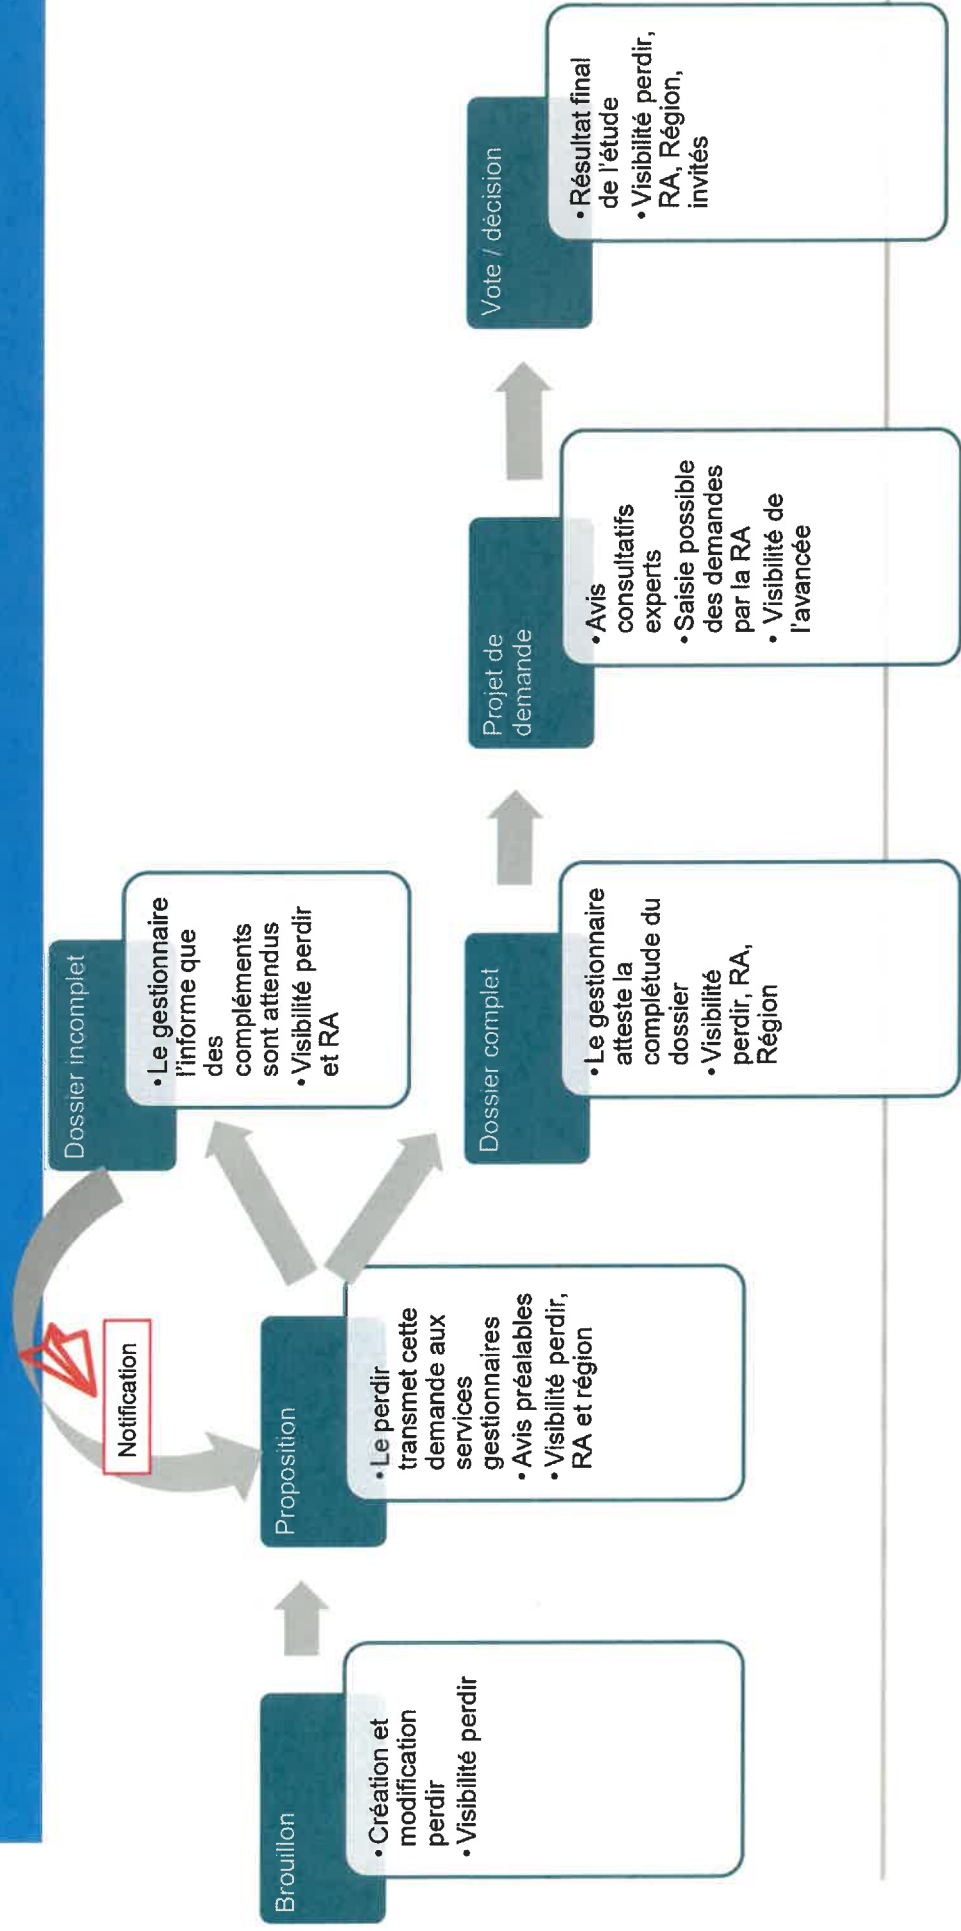 Brouillon
• Création et
modification
perdir
• Visibilité perdir
Proposition
• Le perdir
transmet cette
demande aux
services
gestionnaires
• Avis préalables
• Visibilité perdir,
RA et région
Notification
Dossier incomplet
• Le gestionnaire
l'informe que
des
compléments
sont attendus
• Visibilité perdir
et RA
Dossier complet
• Le gestionnaire
atteste la
complétude du
dossier
• Visibilité
perdir, RA,
Région
Projet de
demande
• Avis
consultatifs
experts
• Saisie possible
des demandes
par la RA
• Visibilité de
l'avancée
Vote / décision
• Résultat final
de l'étude
• Visibilité perdir,
RA, Région,
invités